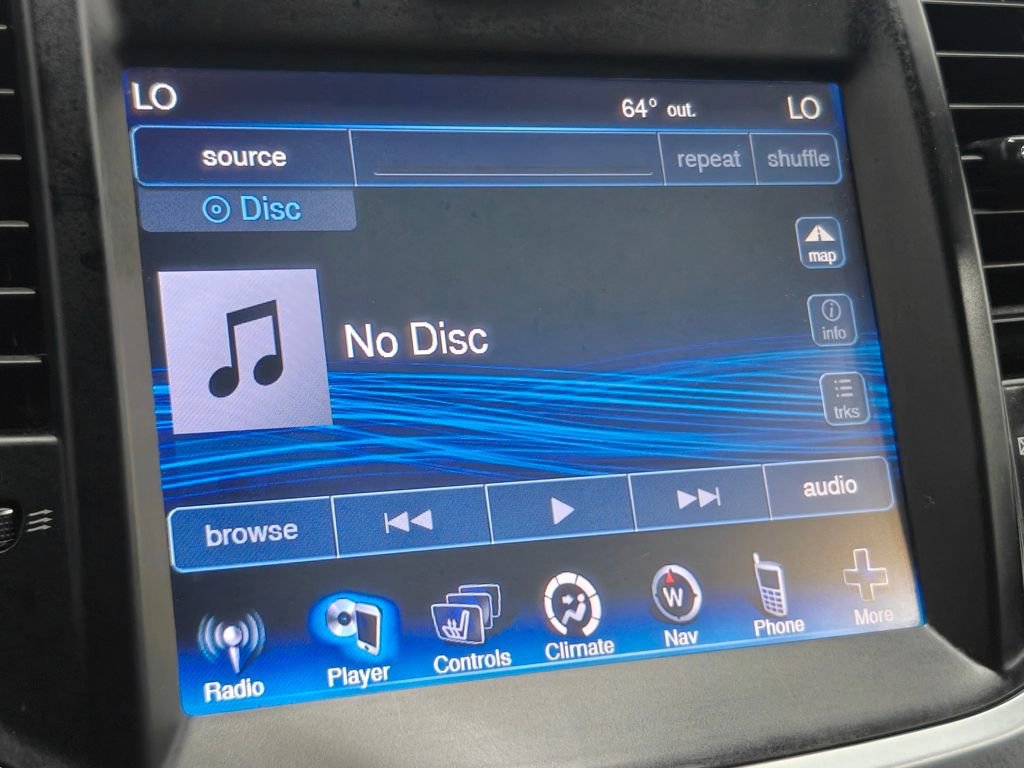 LO 64° out. LO
source repeat shuffle
Disc
map
No Disc
info
trks
browse audio
Radio Player Controls Climate Nav Phone More
W